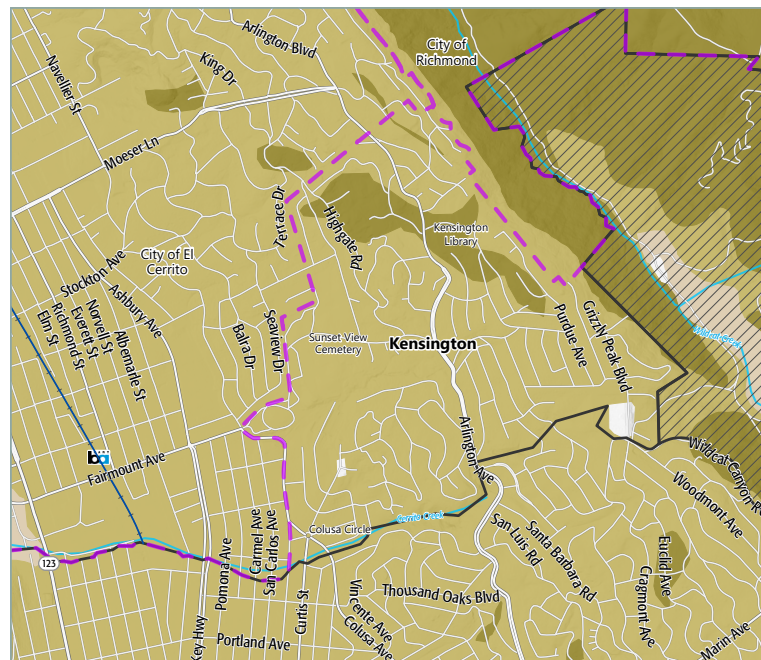 Arlington Blvd
City of
Richmond
King Dr
Navellier St
Moeser Ln
Terrace Dr
Highgate Rd
Kensington
Library
City of El
Cerrito
Stockton Ave
Ashbury Ave
Norvell St
Everett St
Richmond St
Elm St
Albemarle St
Balra Dr
Seaview Dr
Sunset View
Cemetery
Kensington
Purdue Ave
Grizzly Peak Blvd
Wildcat Creek
Arlington Ave
ba
Fairmount Ave
Wildcat Canyon Rd
Woodmont Ave
Cerrito Creek
Colusa Circle
Carmel Ave
San Carlos Ave
Pomona Ave
San Luis Rd
Santa Barbara Rd
Euclid Ave
Cragmont Ave
123
Curtis St
Vincente Ave
Colusa Ave
Thousand Oaks Blvd
Key Hwy
Portland Ave
Marin Ave